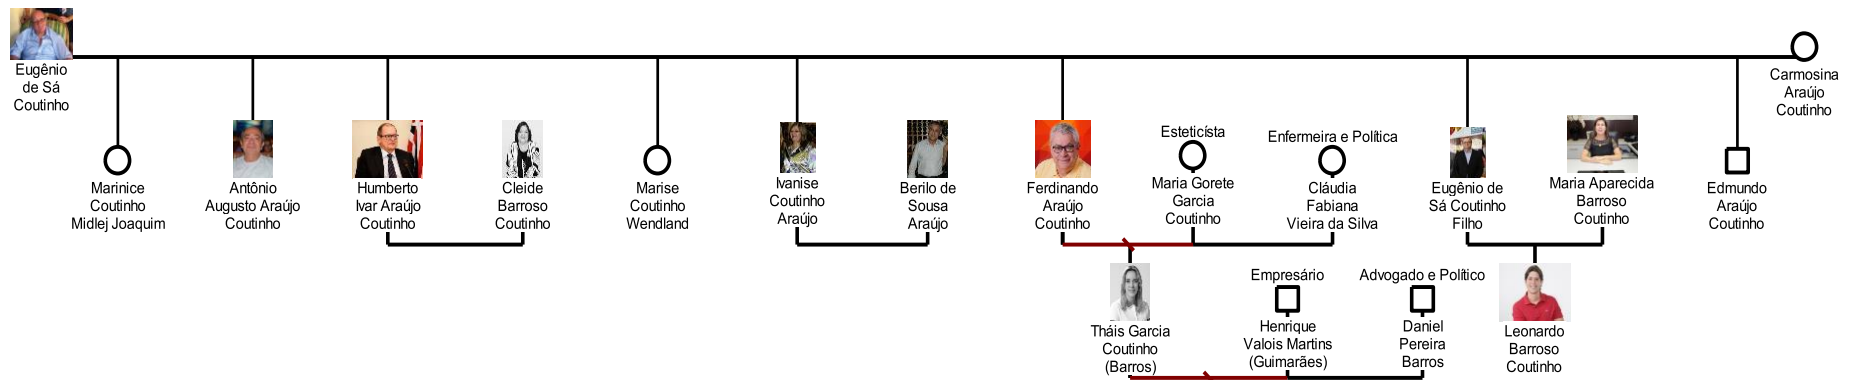 Eugênio
de Sá
Coutinho
Carmosina
Araújo
Coutinho
Marinice
Coutinho
Midlej Joaquim
Antônio
Augusto Araújo
Coutinho
Humberto
Ivar Araújo
Coutinho
Cleide
Barroso
Coutinho
Marise
Coutinho
Wendland
Ivanise
Coutinho
Araújo
Berilo de
Sousa
Araújo
Ferdinando
Araújo
Coutinho
Esteticísta
Maria Gorete
Garcia
Coutinho
Enfermeira e Política
Cláudia
Fabiana
Vieira da Silva
Eugênio de
Sá Coutinho
Filho
Maria Aparecida
Barroso
Coutinho
Edmundo
Araújo
Coutinho
Tháis Garcia
Coutinho
(Barros)
Empresário
Henrique
Valois Martins
(Guimarães)
Advogado e Político
Daniel
Pereira
Barros
Leonardo
Barroso
Coutinho